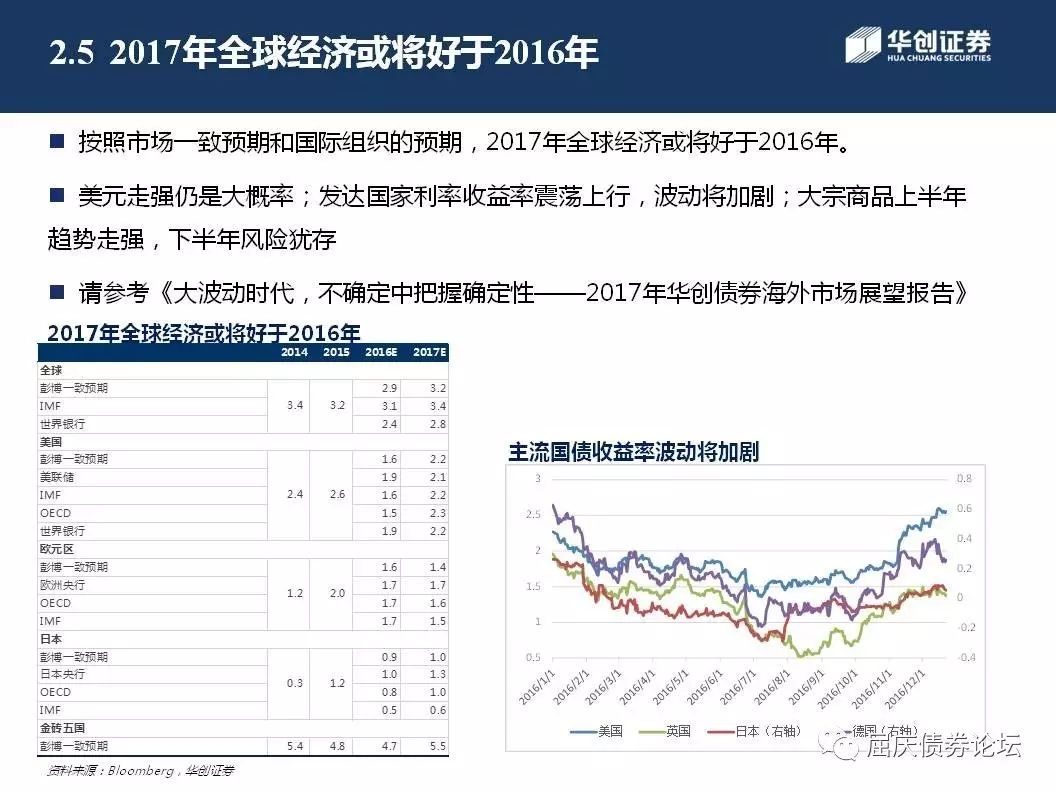 2.5 2017年全球经济或将好于2016年
华创证券
HUA CHUANG SECURITIES
■ 按照市场一致预期和国际组织的预期，2017年全球经济或将好于2016年。
■ 美元走强仍是大概率；发达国家利率收益率震荡上行，波动将加剧；大宗商品上半年
趋势走强，下半年风险犹存
■ 请参考《大波动时代，不确定中把握确定性——2017年华创债券海外市场展望报告》
2017年全球经济或将好于2016年
2014 2015 2016E 2017E
全球
彭博一致预期 2.9 3.2
IMF 3.4 3.2 3.1 3.4
世界银行 2.4 2.8
美国
彭博一致预期 1.6 2.2
美联储 1.9 2.1
IMF 2.4 2.6 1.6 2.2
OECD 1.5 2.3
世界银行 1.9 2.2
欧元区
彭博一致预期 1.6 1.4
欧洲央行 1.7 1.7
OECD 1.2 2.0 1.7 1.6
IMF 1.7 1.5
日本
彭博一致预期 0.9 1.0
日本央行 0.3 1.2 1.0 1.3
OECD 0.8 1.0
IMF 0.5 0.6
金砖五国
彭博一致预期 5.4 4.8 4.7 5.5
资料来源：Bloomberg，华创证券
主流国债收益率波动将加剧
3 0.8
2.5 0.6
0.4
2 0.2
1.5 0
1 -0.2
0.5 -0.4
2016/1/1 2016/2/1 2016/3/1 2016/4/1 2016/5/1 2016/6/1 2016/7/1 2016/8/1 2016/9/1 2016/10/1 2016/11/1 2016/12/1
美国 英国 日本（右轴） 德国（右轴）
屈庆债券论坛